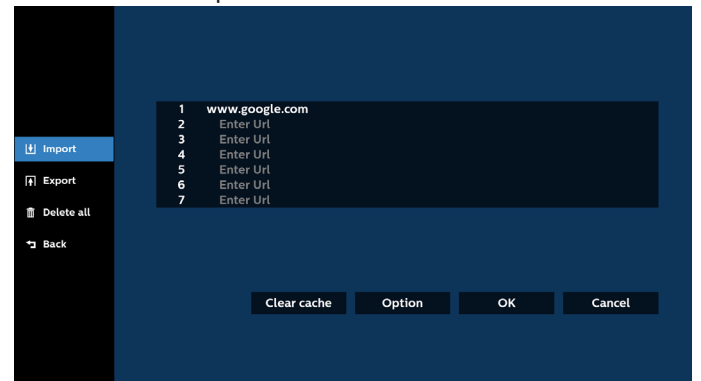 1 www.google.com
2 Enter Url
3 Enter Url
4 Enter Url
5 Enter Url
6 Enter Url
7 Enter Url
Import
Export
Delete all
Back
Clear cache Option OK Cancel